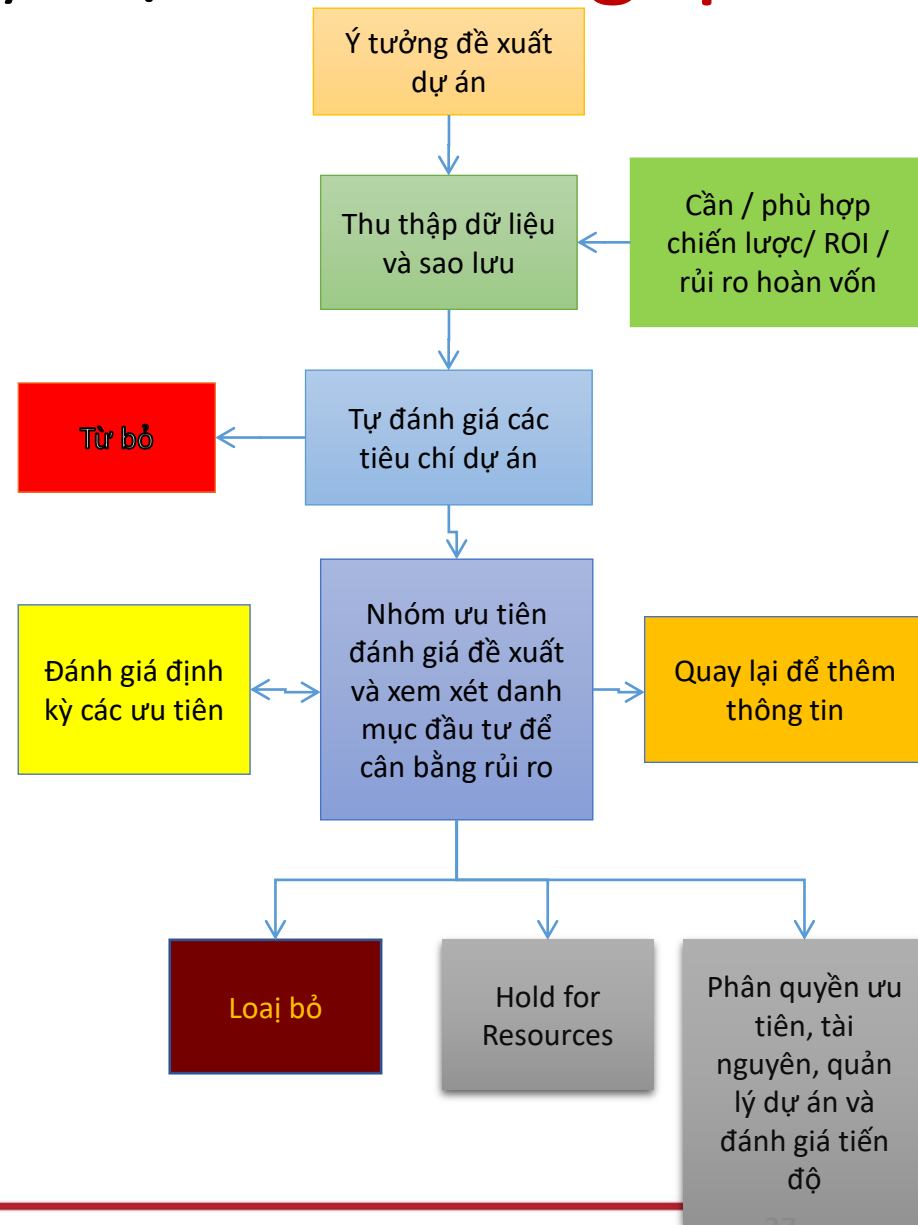 Ý tưởng đề xuất
dự án
Thu thập dữ liệu
và sao lưu
Cần / phù hợp
chiến lược/ ROI /
rủi ro hoàn vốn
Từ bỏ
Tự đánh giá các
tiêu chí dự án
Đánh giá định
kỳ các ưu tiên
Nhóm ưu tiên
đánh giá đề xuất
và xem xét danh
mục đầu tư để
cân bằng rủi ro
Quay lại để thêm
thông tin
Loaị bỏ
Hold for
Resources
Phân quyền ưu
tiên, tài
nguyên, quản
lý dự án và
đánh giá tiến
độ